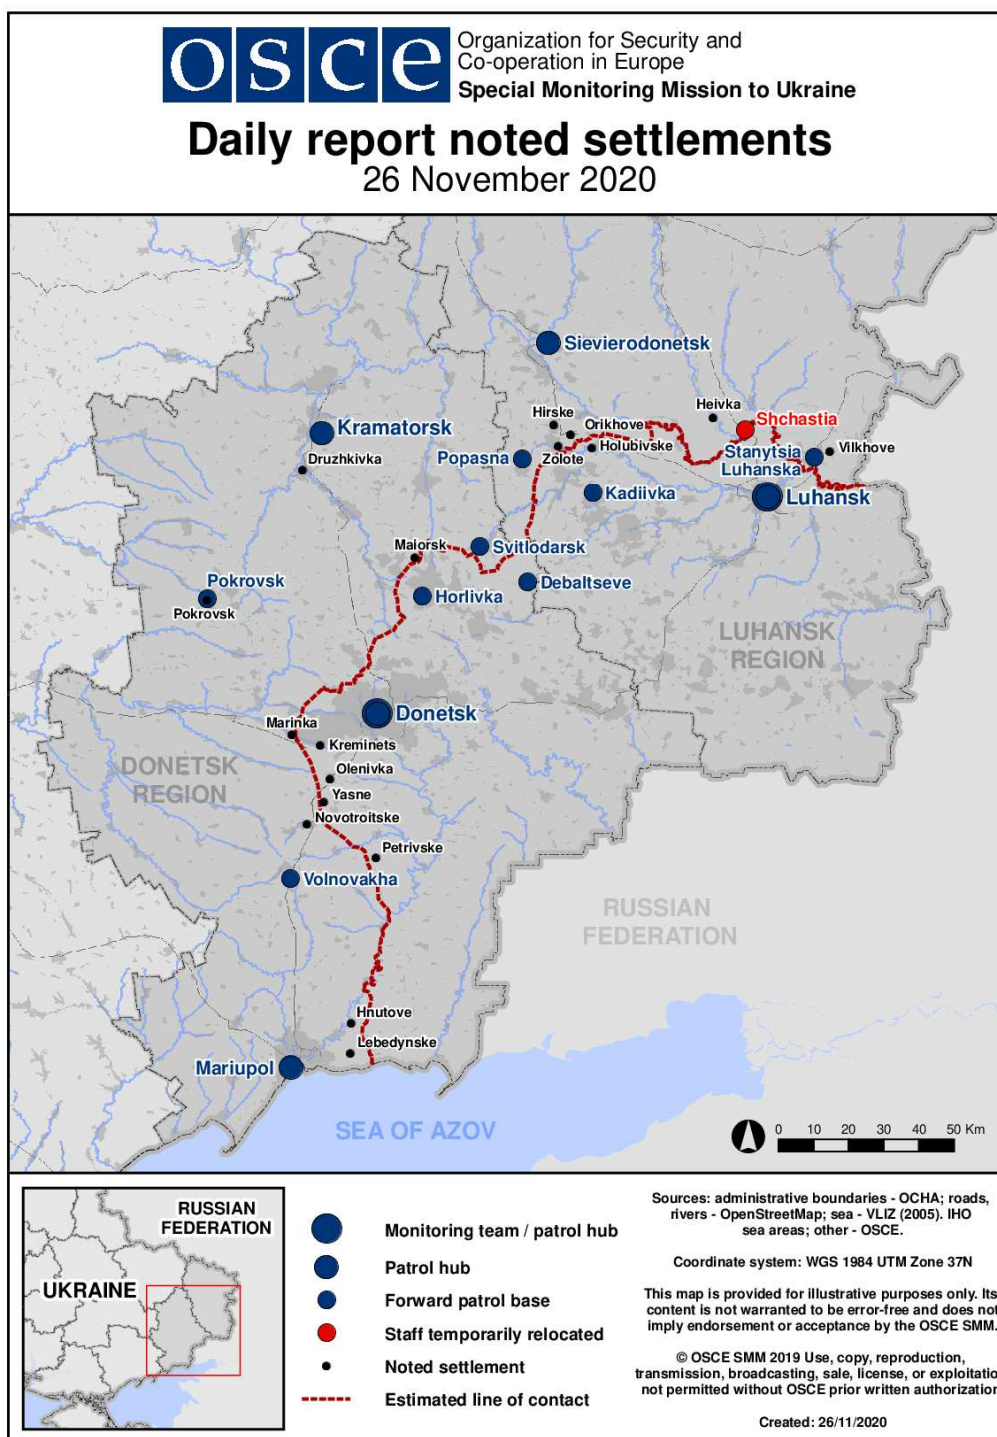 osce
Organization for Security and
Co-operation in Europe
Special Monitoring Mission to Ukraine
Daily report noted settlements
26 November 2020
Sievierodonetsk
Heivka
Hirske
Orikhove
Shchastia
Kramatorsk
Popasna
Zolote
Holubivske
Stanytsia
Luhanska
Vilkhove
Druzhkivka
Kadiivka
Luhansk
Maiorsk
Svitlodarsk
Pokrovsk
Pokrovsk
Horlivka
Debaltseve
LUHANSK
REGION
Donetsk
Marinka
Kreminets
DONETSK
REGION
Olenivka
Yasne
Novotroitske
Petrivske
Volnovakha
RUSSIAN
FEDERATION
Hnutove
Lebedynske
Mariupol
SEA OF AZOV
0 10 20 30 40 50 Km
RUSSIAN
FEDERATION
UKRAINE
Monitoring team / patrol hub
Patrol hub
Forward patrol base
Staff temporarily relocated
Noted settlement
Estimated line of contact
Sources: administrative boundaries - OCHA; roads,
rivers - OpenStreetMap; sea - VLIZ (2005). IHO
sea areas; other - OSCE.
Coordinate system: WGS 1984 UTM Zone 37N
This map is provided for illustrative purposes only. Its
content is not warranted to be error-free and does not
imply endorsement or acceptance by the OSCE SMM.
© OSCE SMM 2019 Use, copy, reproduction,
transmission, broadcasting, sale, license, or exploitatio
not permitted without OSCE prior written authorization
Created: 26/11/2020